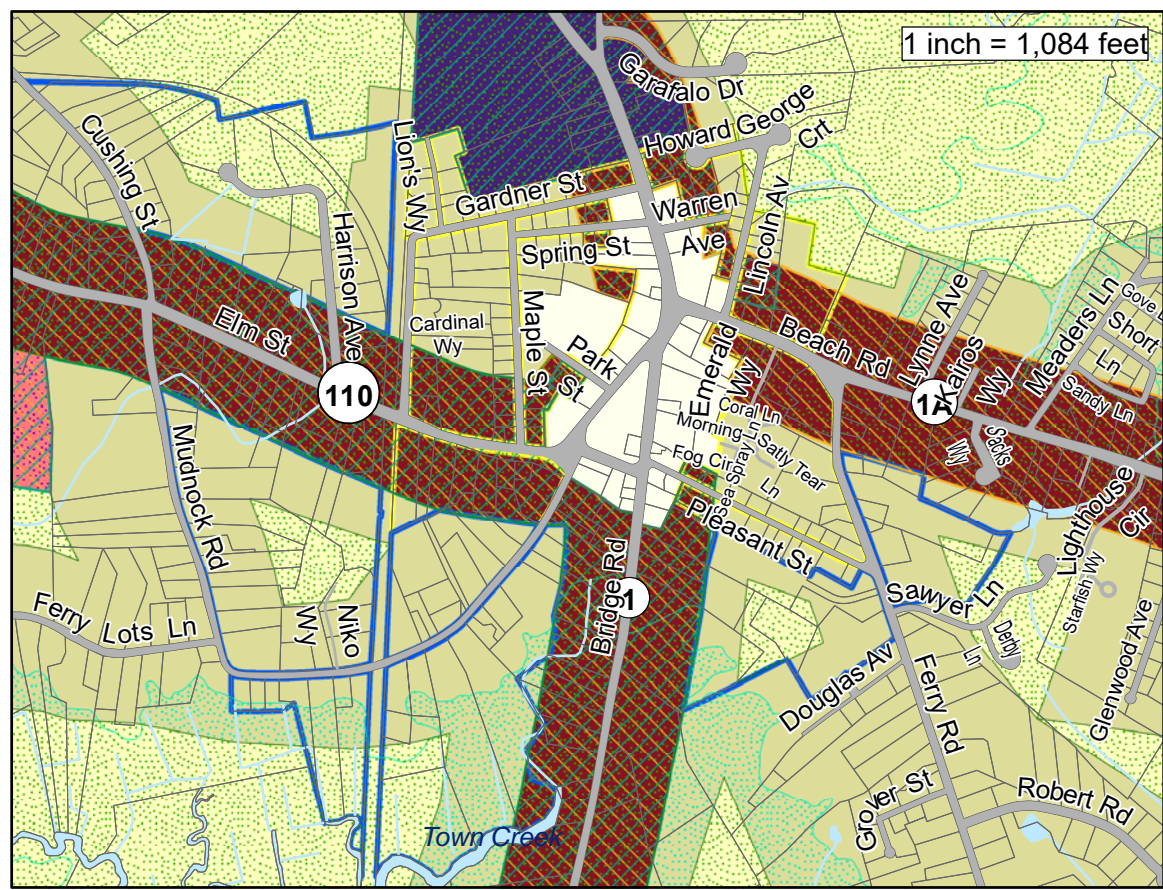 1 inch = 1,084 feet
Garafalo Dr
Howard George
Crt
Cushing St
Lion's Wy
Gardner St
Warren
Ave
Lincoln Av
Harrison Ave
Spring St
Lynne Ave
Meaders Ln
Gove
Short
Ln
Elm St
Cardinal
Wy
Maple St
Park
St
Emerald
Wy
Beach Rd
Kairos
Wy
Sandy Ln
110
1A
Coral Ln
Morning
Satly Tear
Ln
Fog Cir
Sea Spray Ln
Sacks
Wy
Mudnock Rd
Pleasant St
Lighthouse
Cir
Starfish Wy
Bridge Rd
1
Sawyer Ln
Derby
Ln
Glenwood Ave
Ferry Lots Ln
Niko
Wy
Douglas Av
Ferry Rd
Grover St
Robert Rd
Town Creek